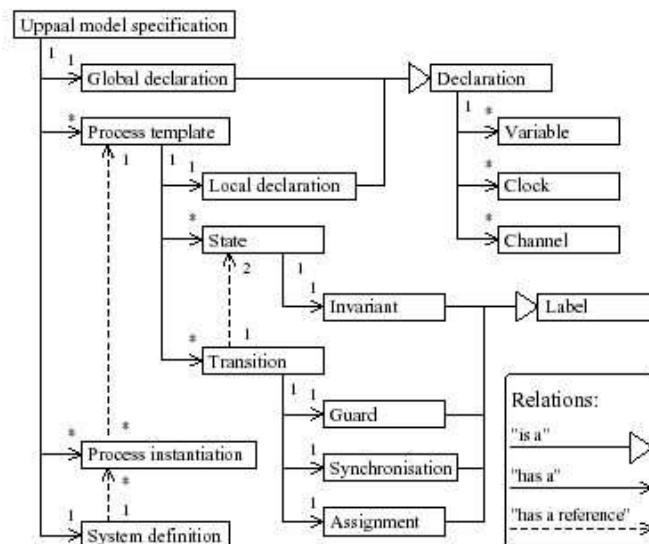 Uppaal model specification
1
1
Global declaration
Declaration
1
*
Process template
*
Variable
1
1
1
Local declaration
*
Clock
*
State
*
Channel
2
1
1
Invariant
Label
*
1
Transition
1
1
Guard
Relations:
"is a"
*
*
Process instantiation
1
Synchronisation
"has a"
*
1
1
System definition
1
Assignment
"has a reference"